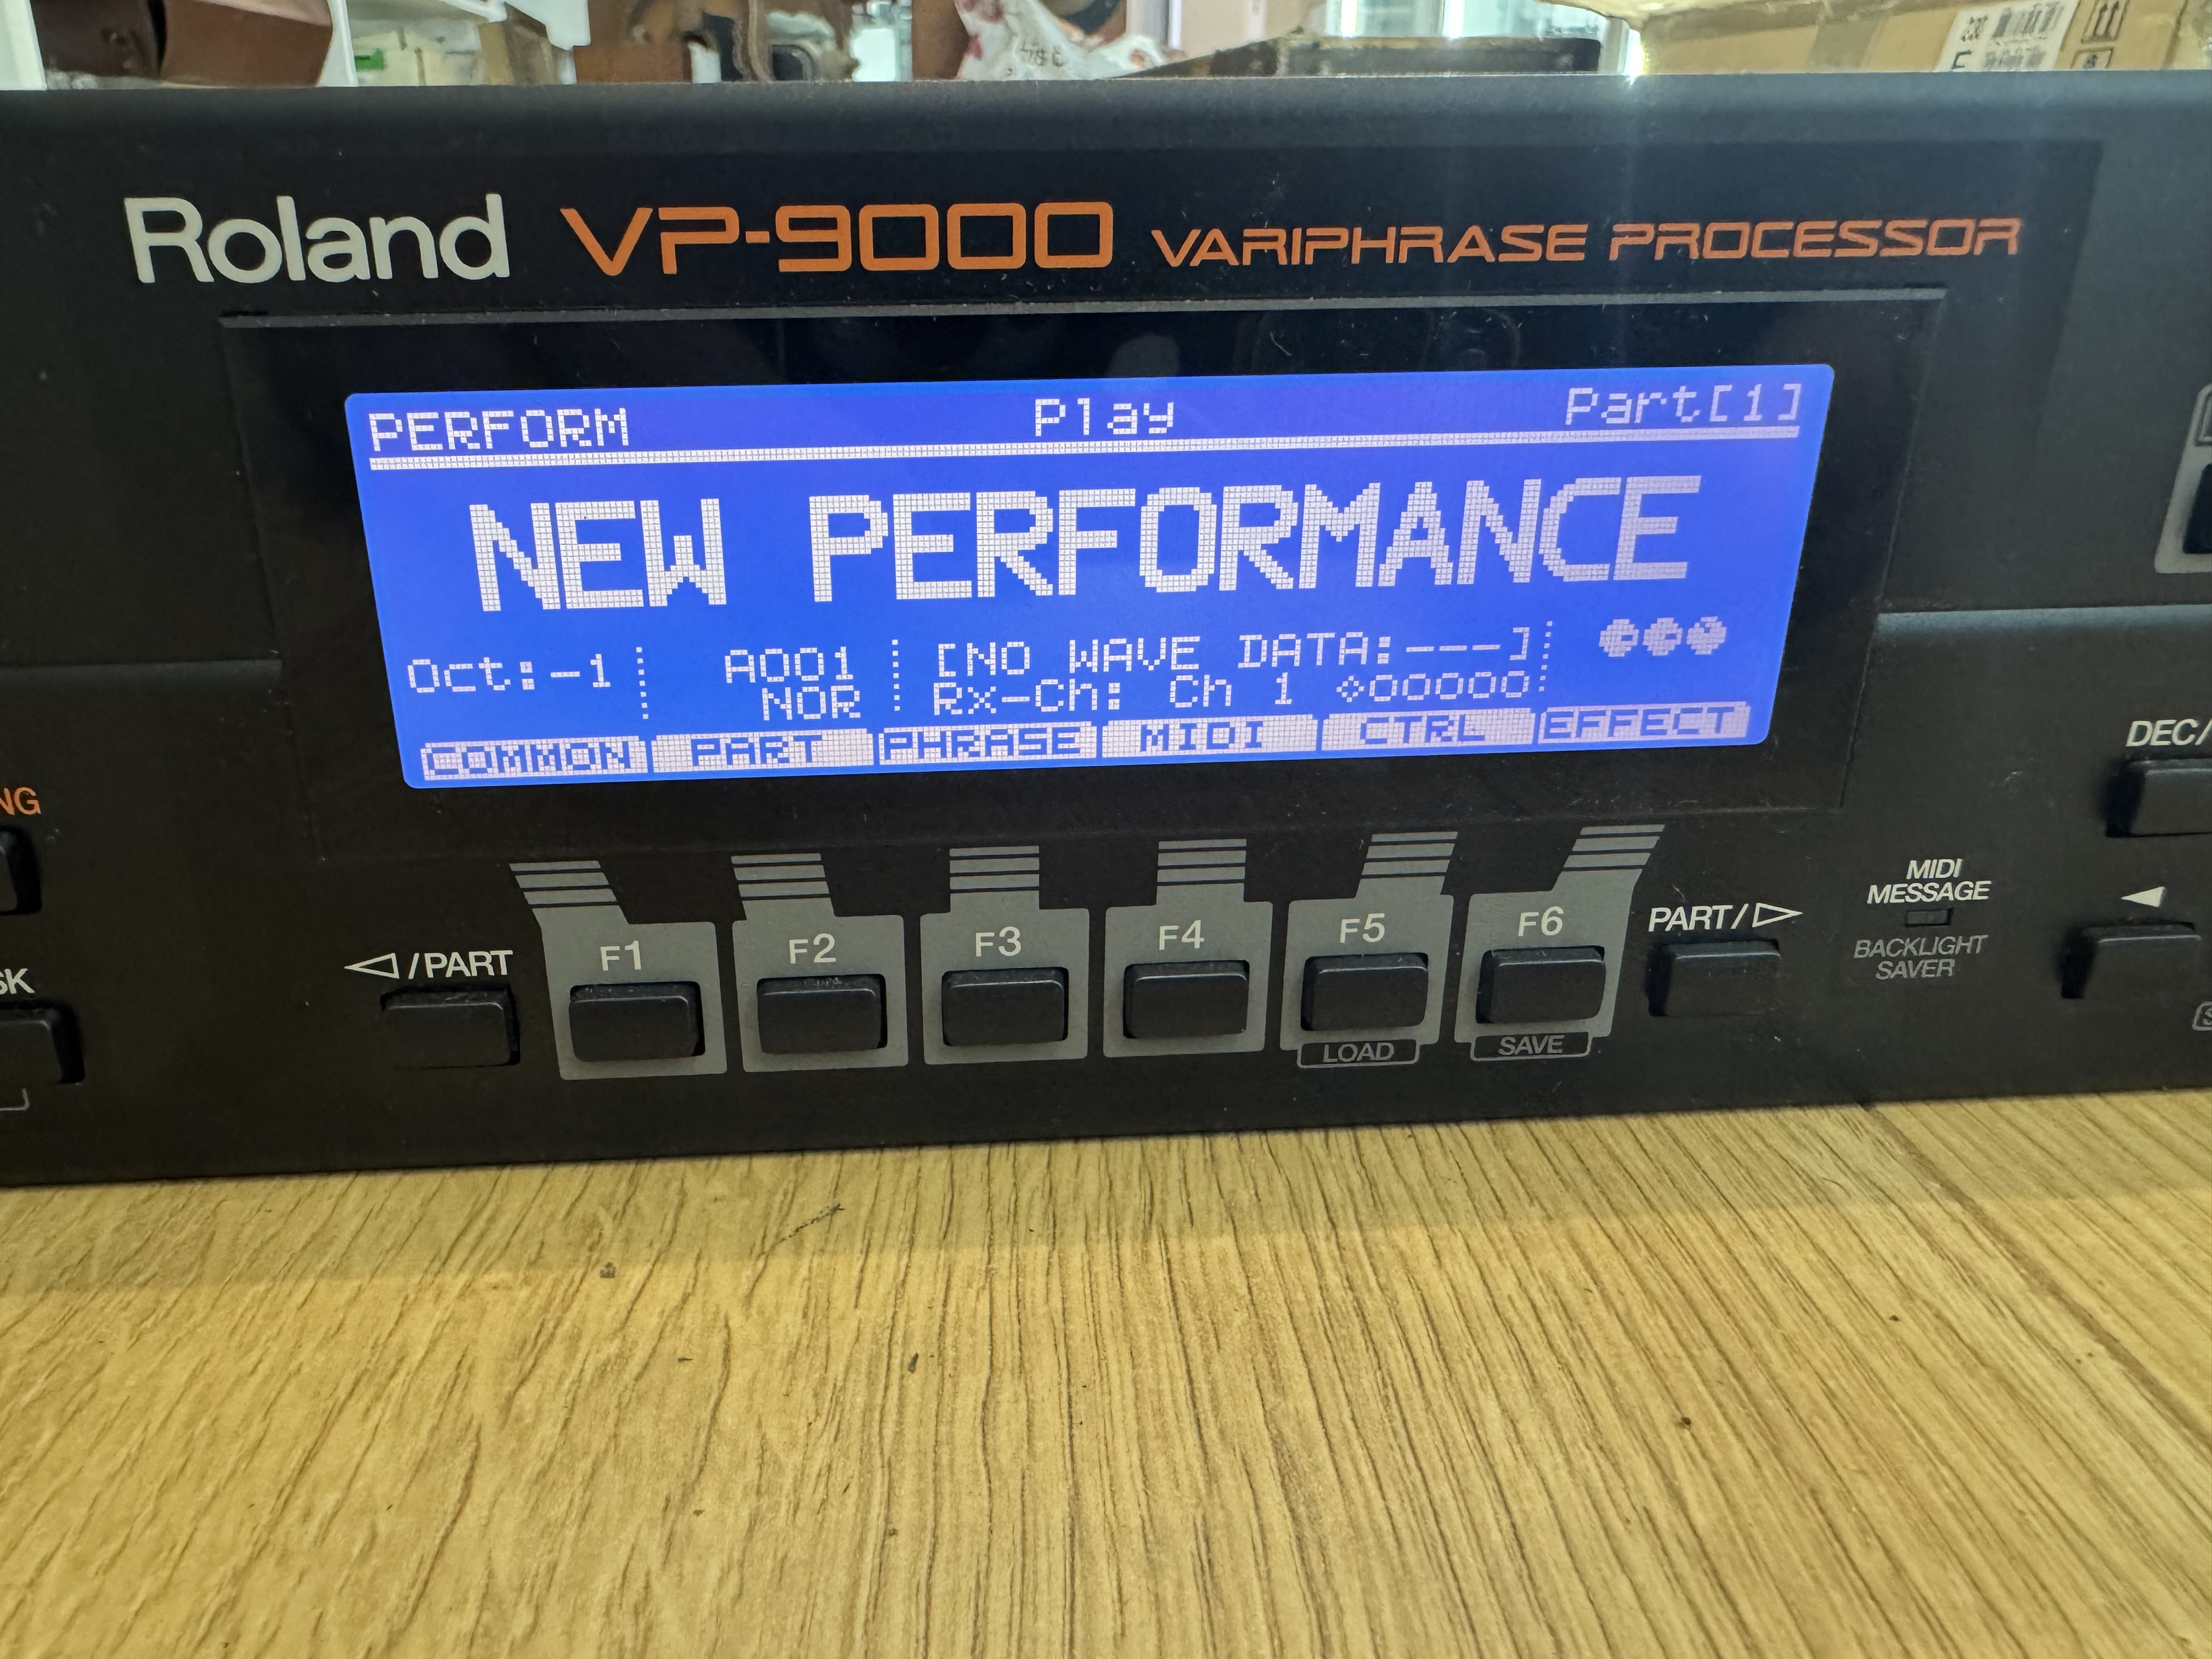 Roland VP-9000 VARIPHRASE PROCESSOR
PERFORM Play Part[1]
NEW PERFORMANCE
Oct:-1 A001 [NO WAVE DATA:---]
NOR Rx-Ch: Ch 1 ◇00000
COMMON PART PHRASE MIDI CTRL EFFECT
NG
DEC/
MIDI
MESSAGE
BACKLIGHT
SAVER
SK
◁/PART F1 F2 F3 F4 F5 F6 PART/▷
LOAD SAVE